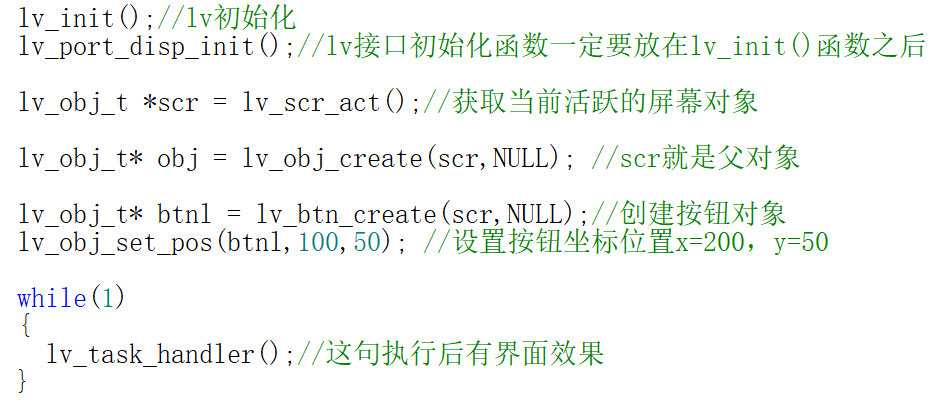 lv_init();//lv初始化
lv_port_disp_init();//lv接口初始化函数一定要放在lv_init()函数之后
lv_obj_t *scr = lv_scr_act();//获取当前活跃的屏幕对象
lv_obj_t* obj = lv_obj_create(scr,NULL); //scr就是父对象
lv_obj_t* btnl = lv_btn_create(scr,NULL);//创建按钮对象
lv_obj_set_pos(btnl,100,50); //设置按钮坐标位置x=200，y=50
while(1)
{
lv_task_handler();//这句执行后有界面效果
}